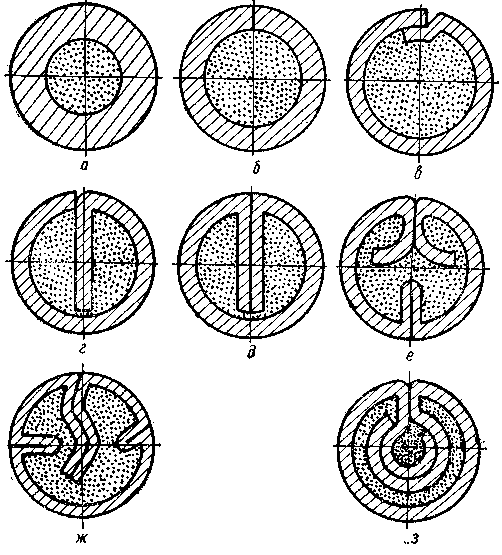 а б в
г д е
ж з